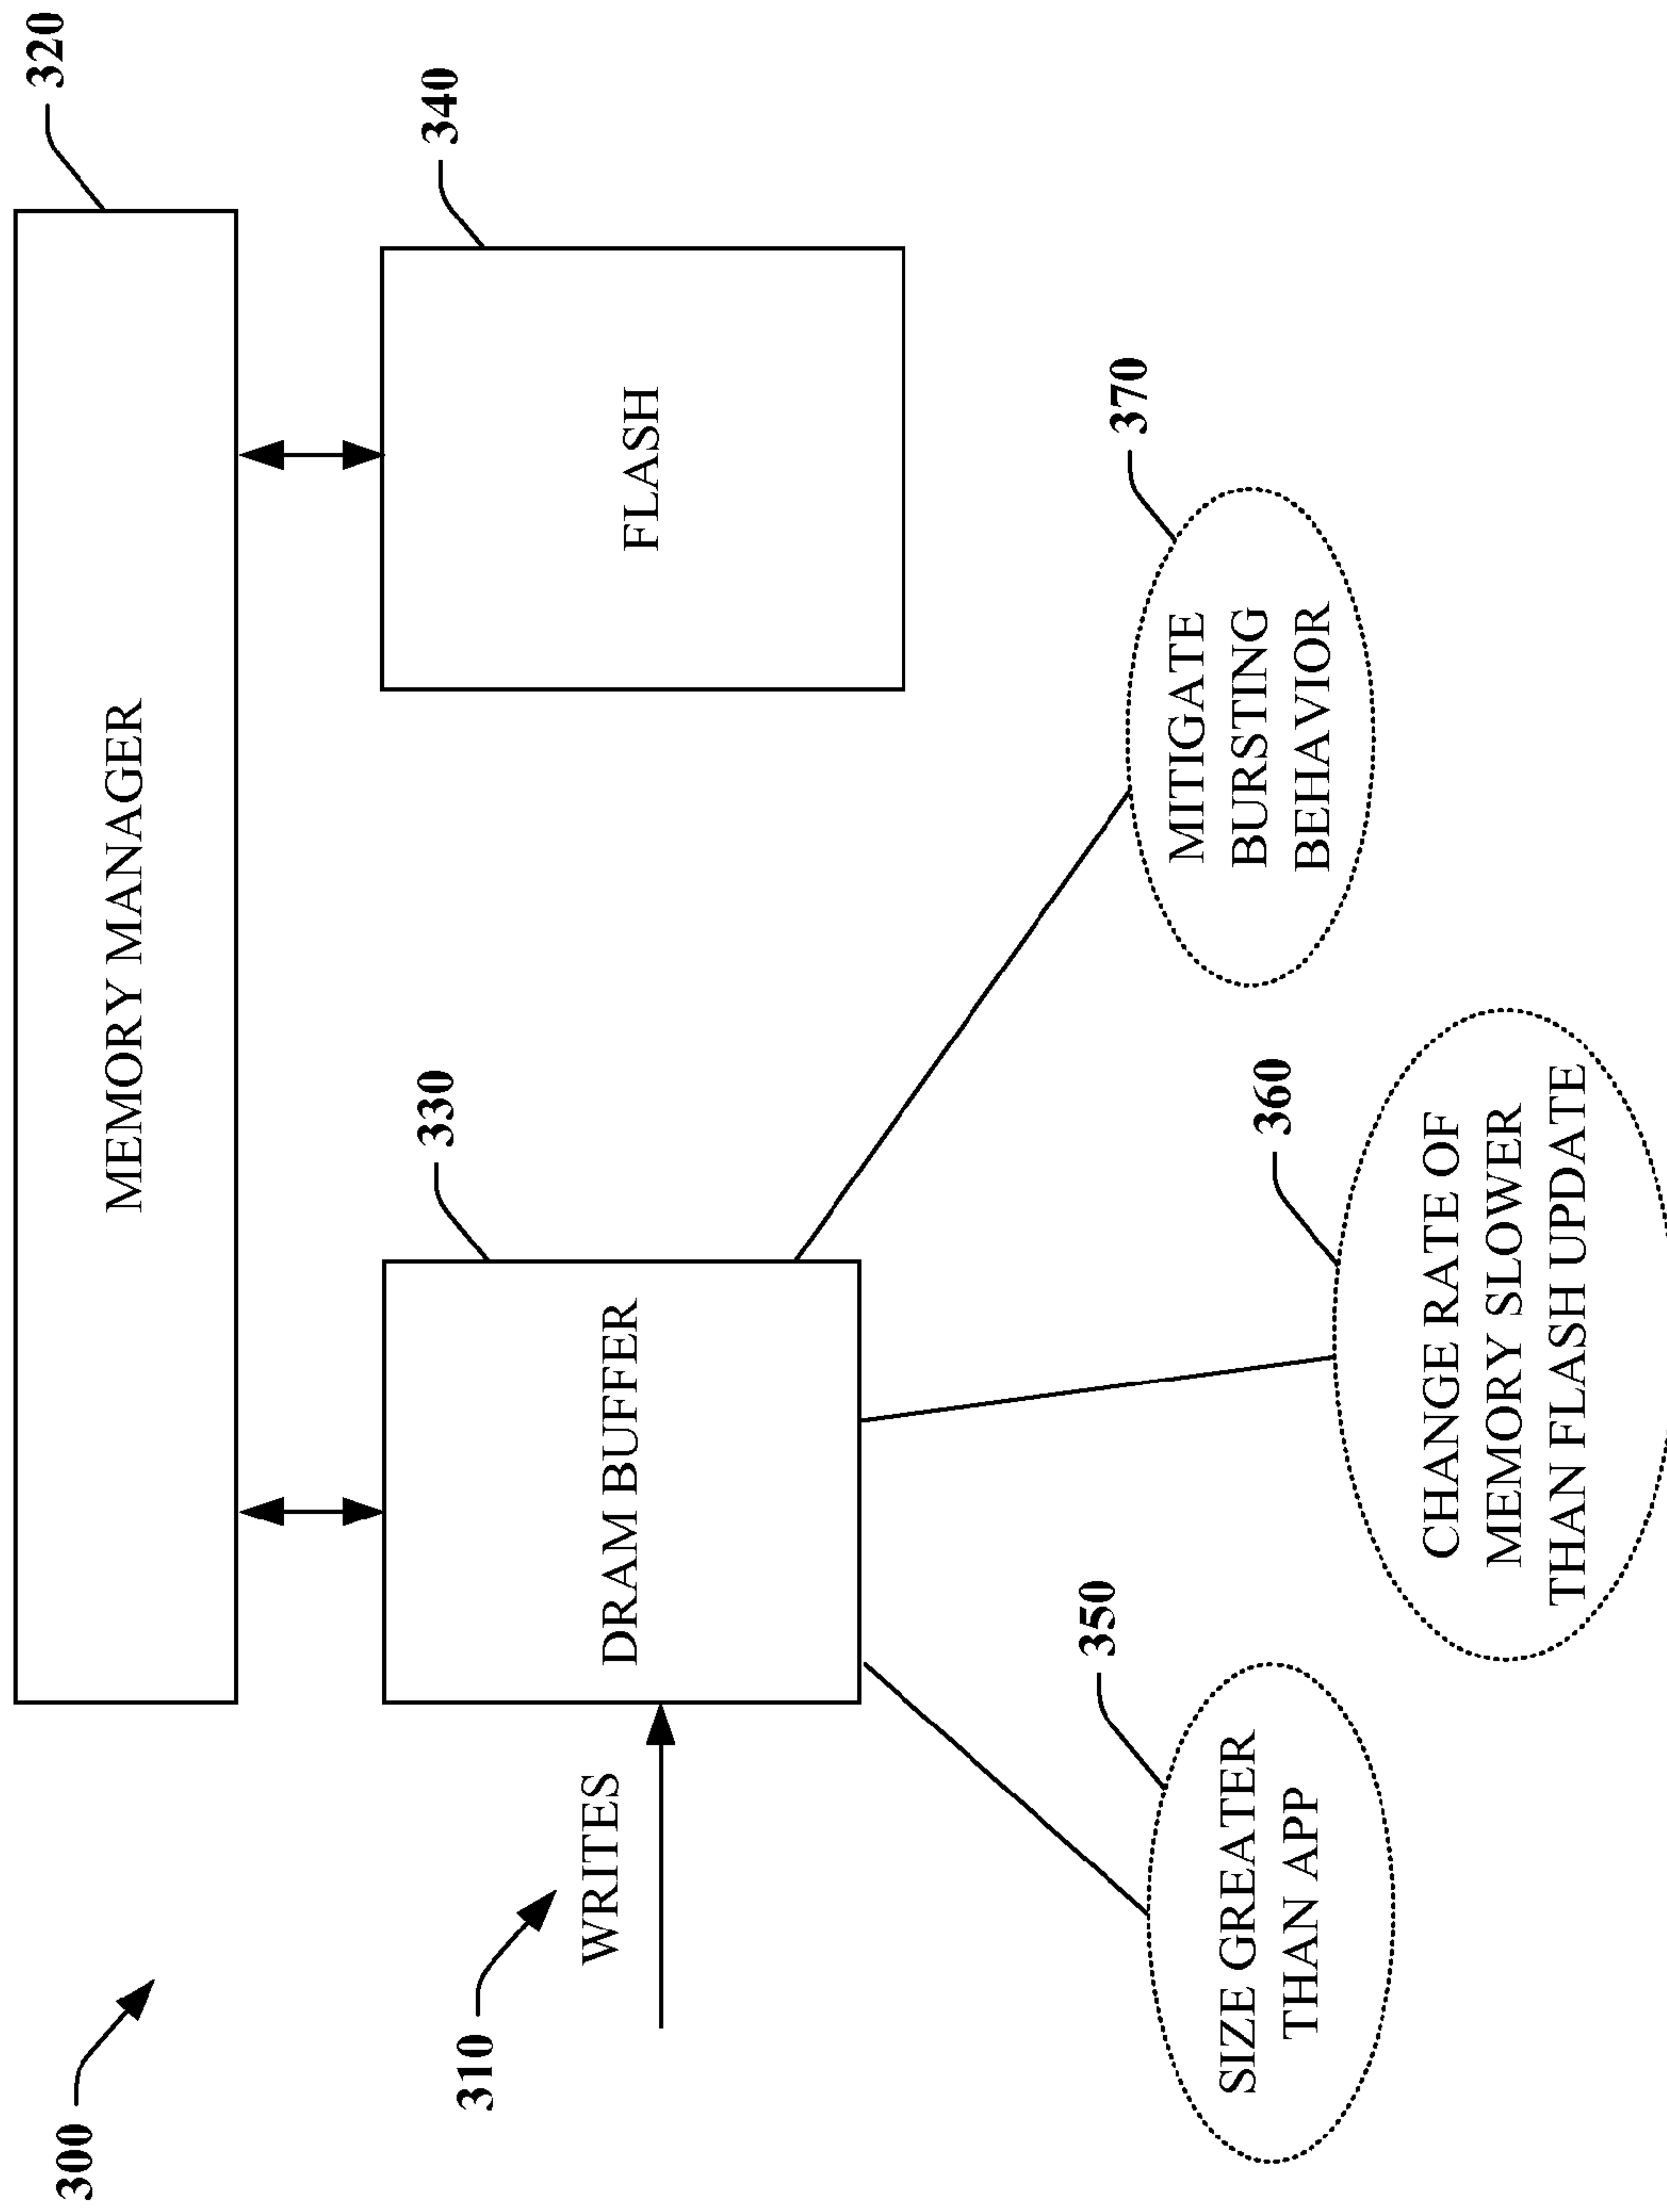 300
320
MEMORY MANAGER
310
WRITES
330
DRAM BUFFER
340
FLASH
350
SIZE GREATER
THAN APP
360
CHANGE RATE OF
MEMORY SLOWER
THAN FLASH UPDATE
370
MITIGATE
BURSTING
BEHAVIOR